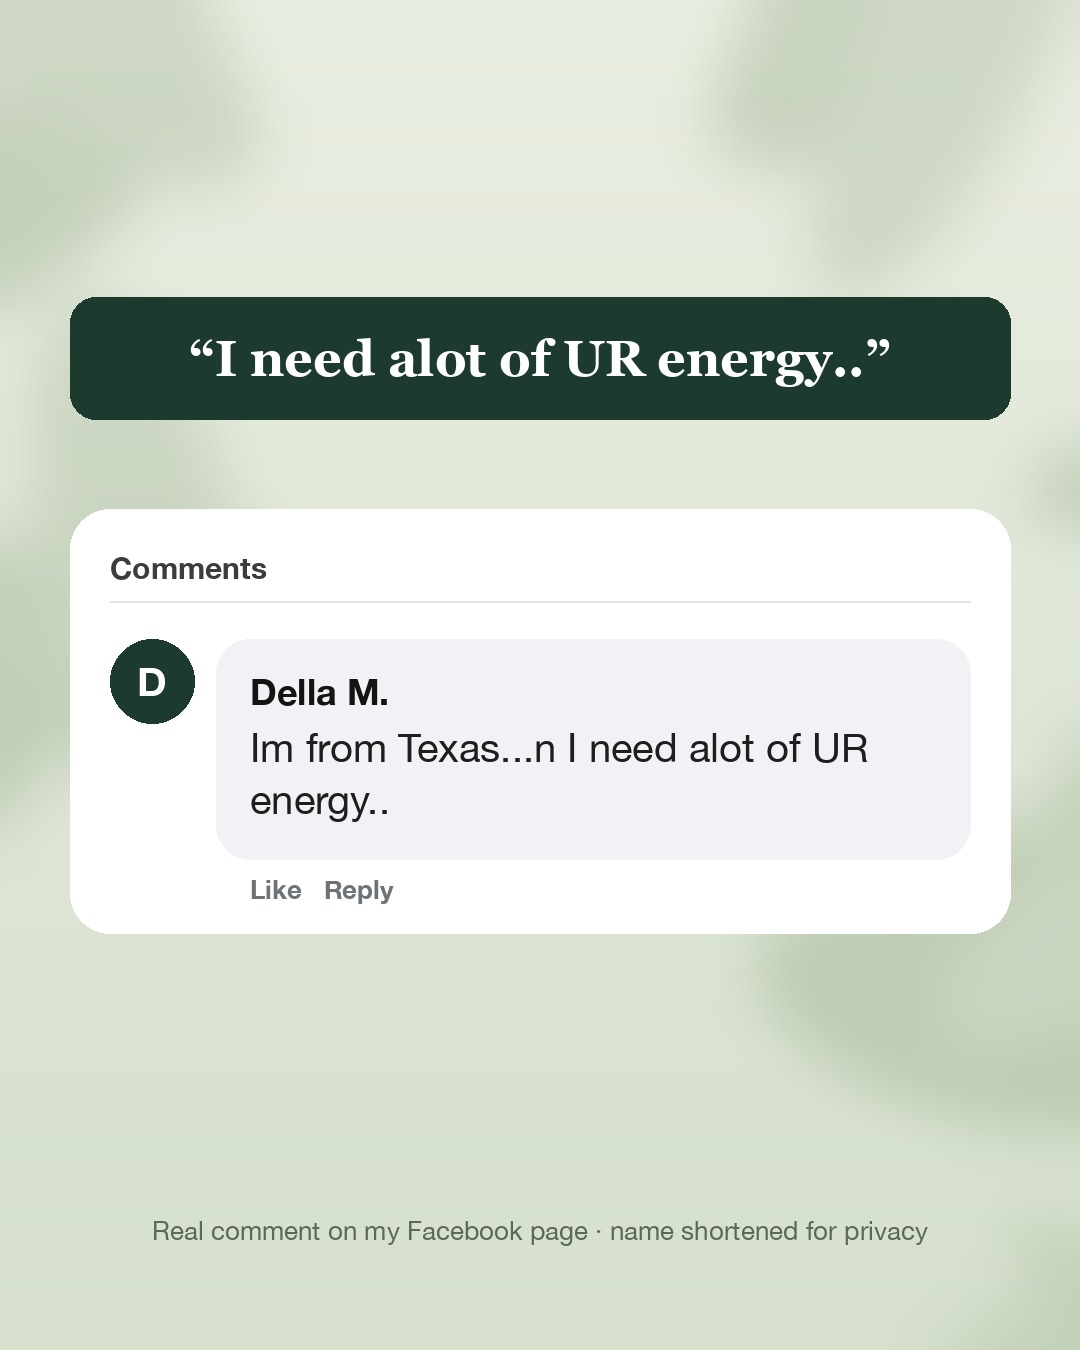 “I need alot of UR energy..”
Comments
D
Della M.
Im from Texas...n I need alot of UR
energy..
Like Reply
Real comment on my Facebook page · name shortened for privacy